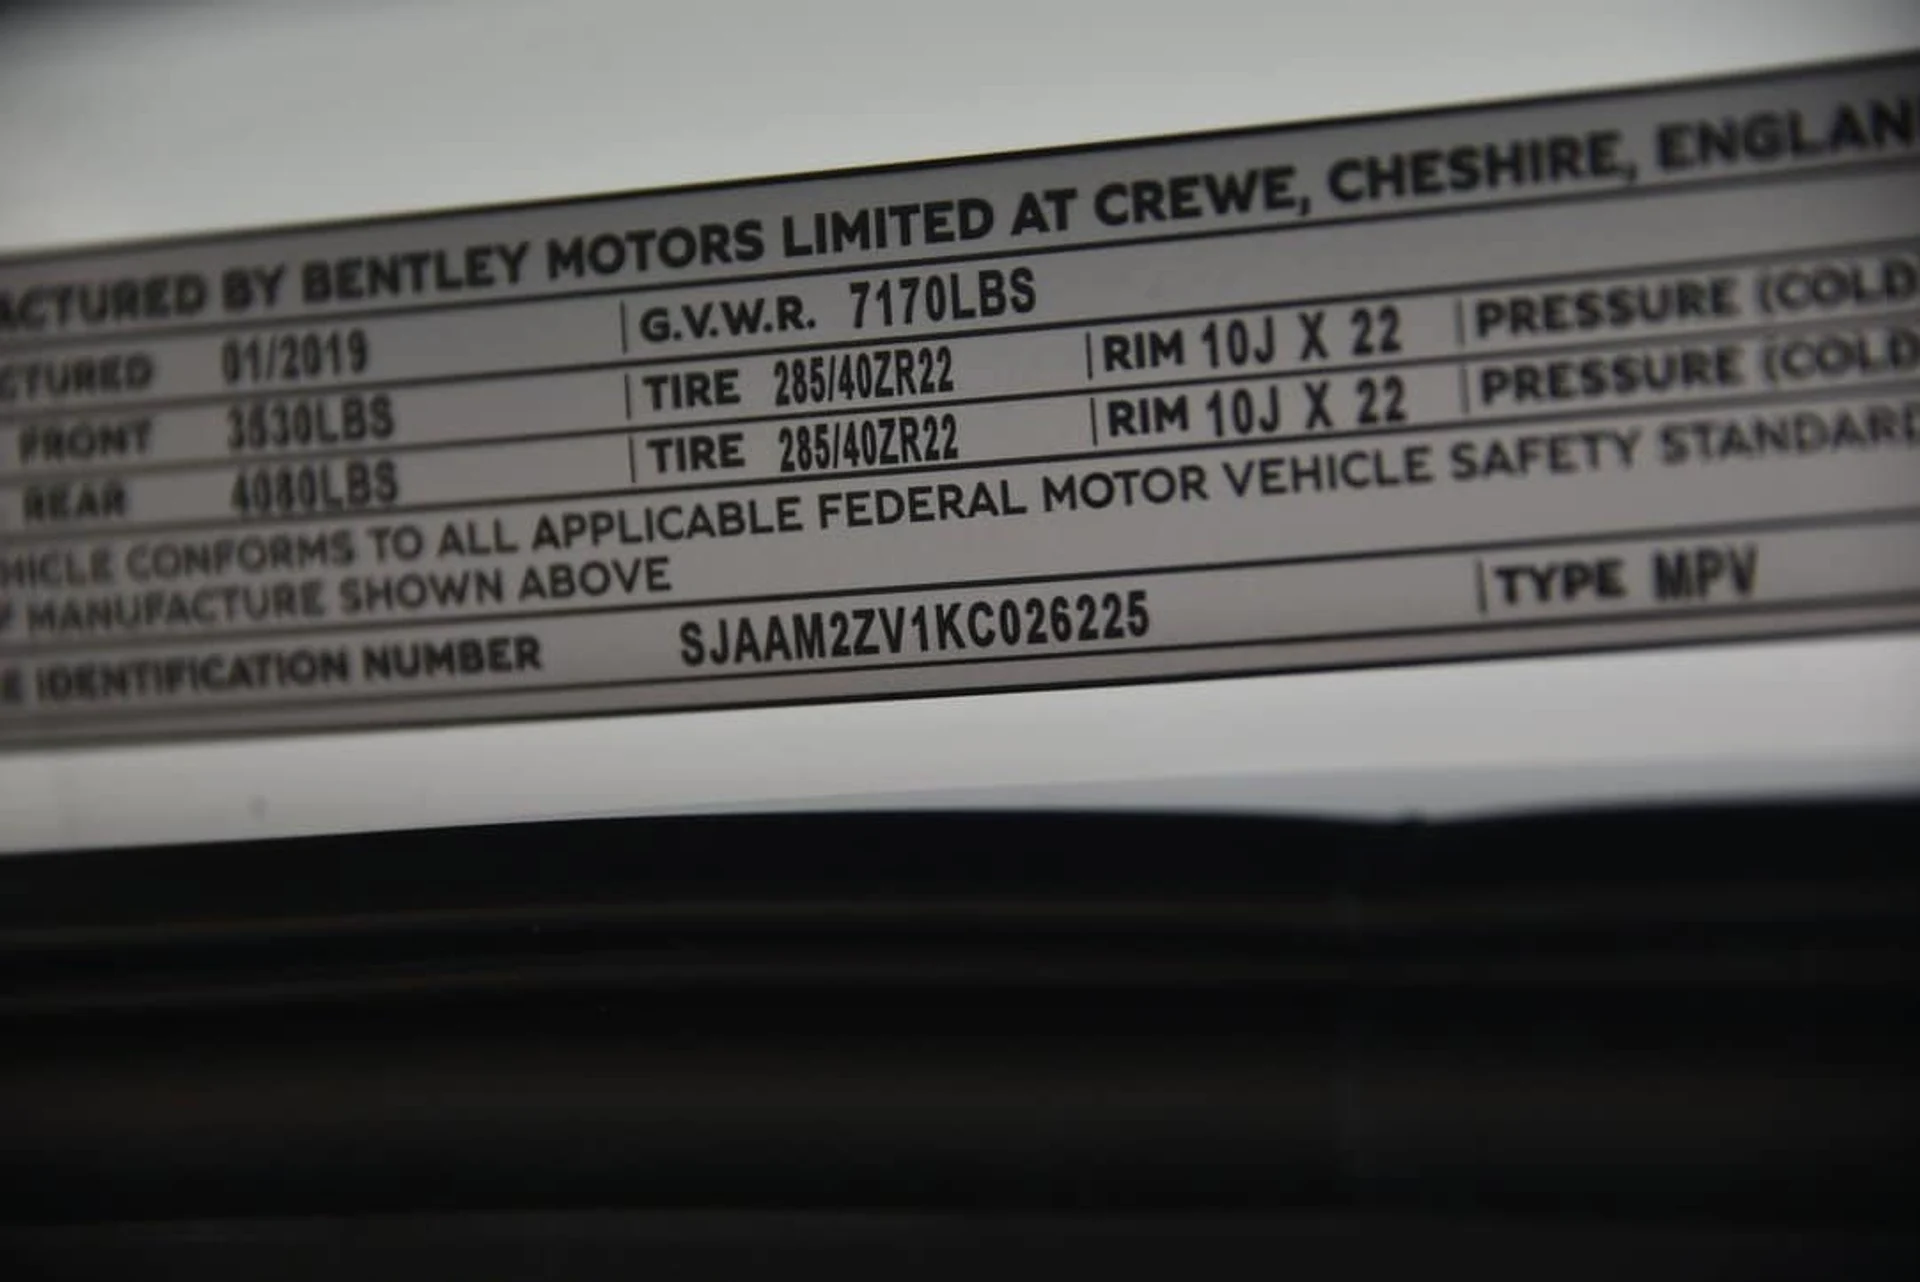 ACTURED BY BENTLEY MOTORS LIMITED AT CREWE, CHESHIRE, ENGLAN
CTURED 01/2019 G.V.W.R. 7170LBS
FRONT 3530LBS TIRE 285/40ZR22 RIM 10J X 22 PRESSURE (COLD
REAR 4080LBS TIRE 285/40ZR22 RIM 10J X 22 PRESSURE (COLD
HICLE CONFORMS TO ALL APPLICABLE FEDERAL MOTOR VEHICLE SAFETY STANDARD
F MANUFACTURE SHOWN ABOVE
E IDENTIFICATION NUMBER SJAAM2ZV1KC026225 TYPE MPV